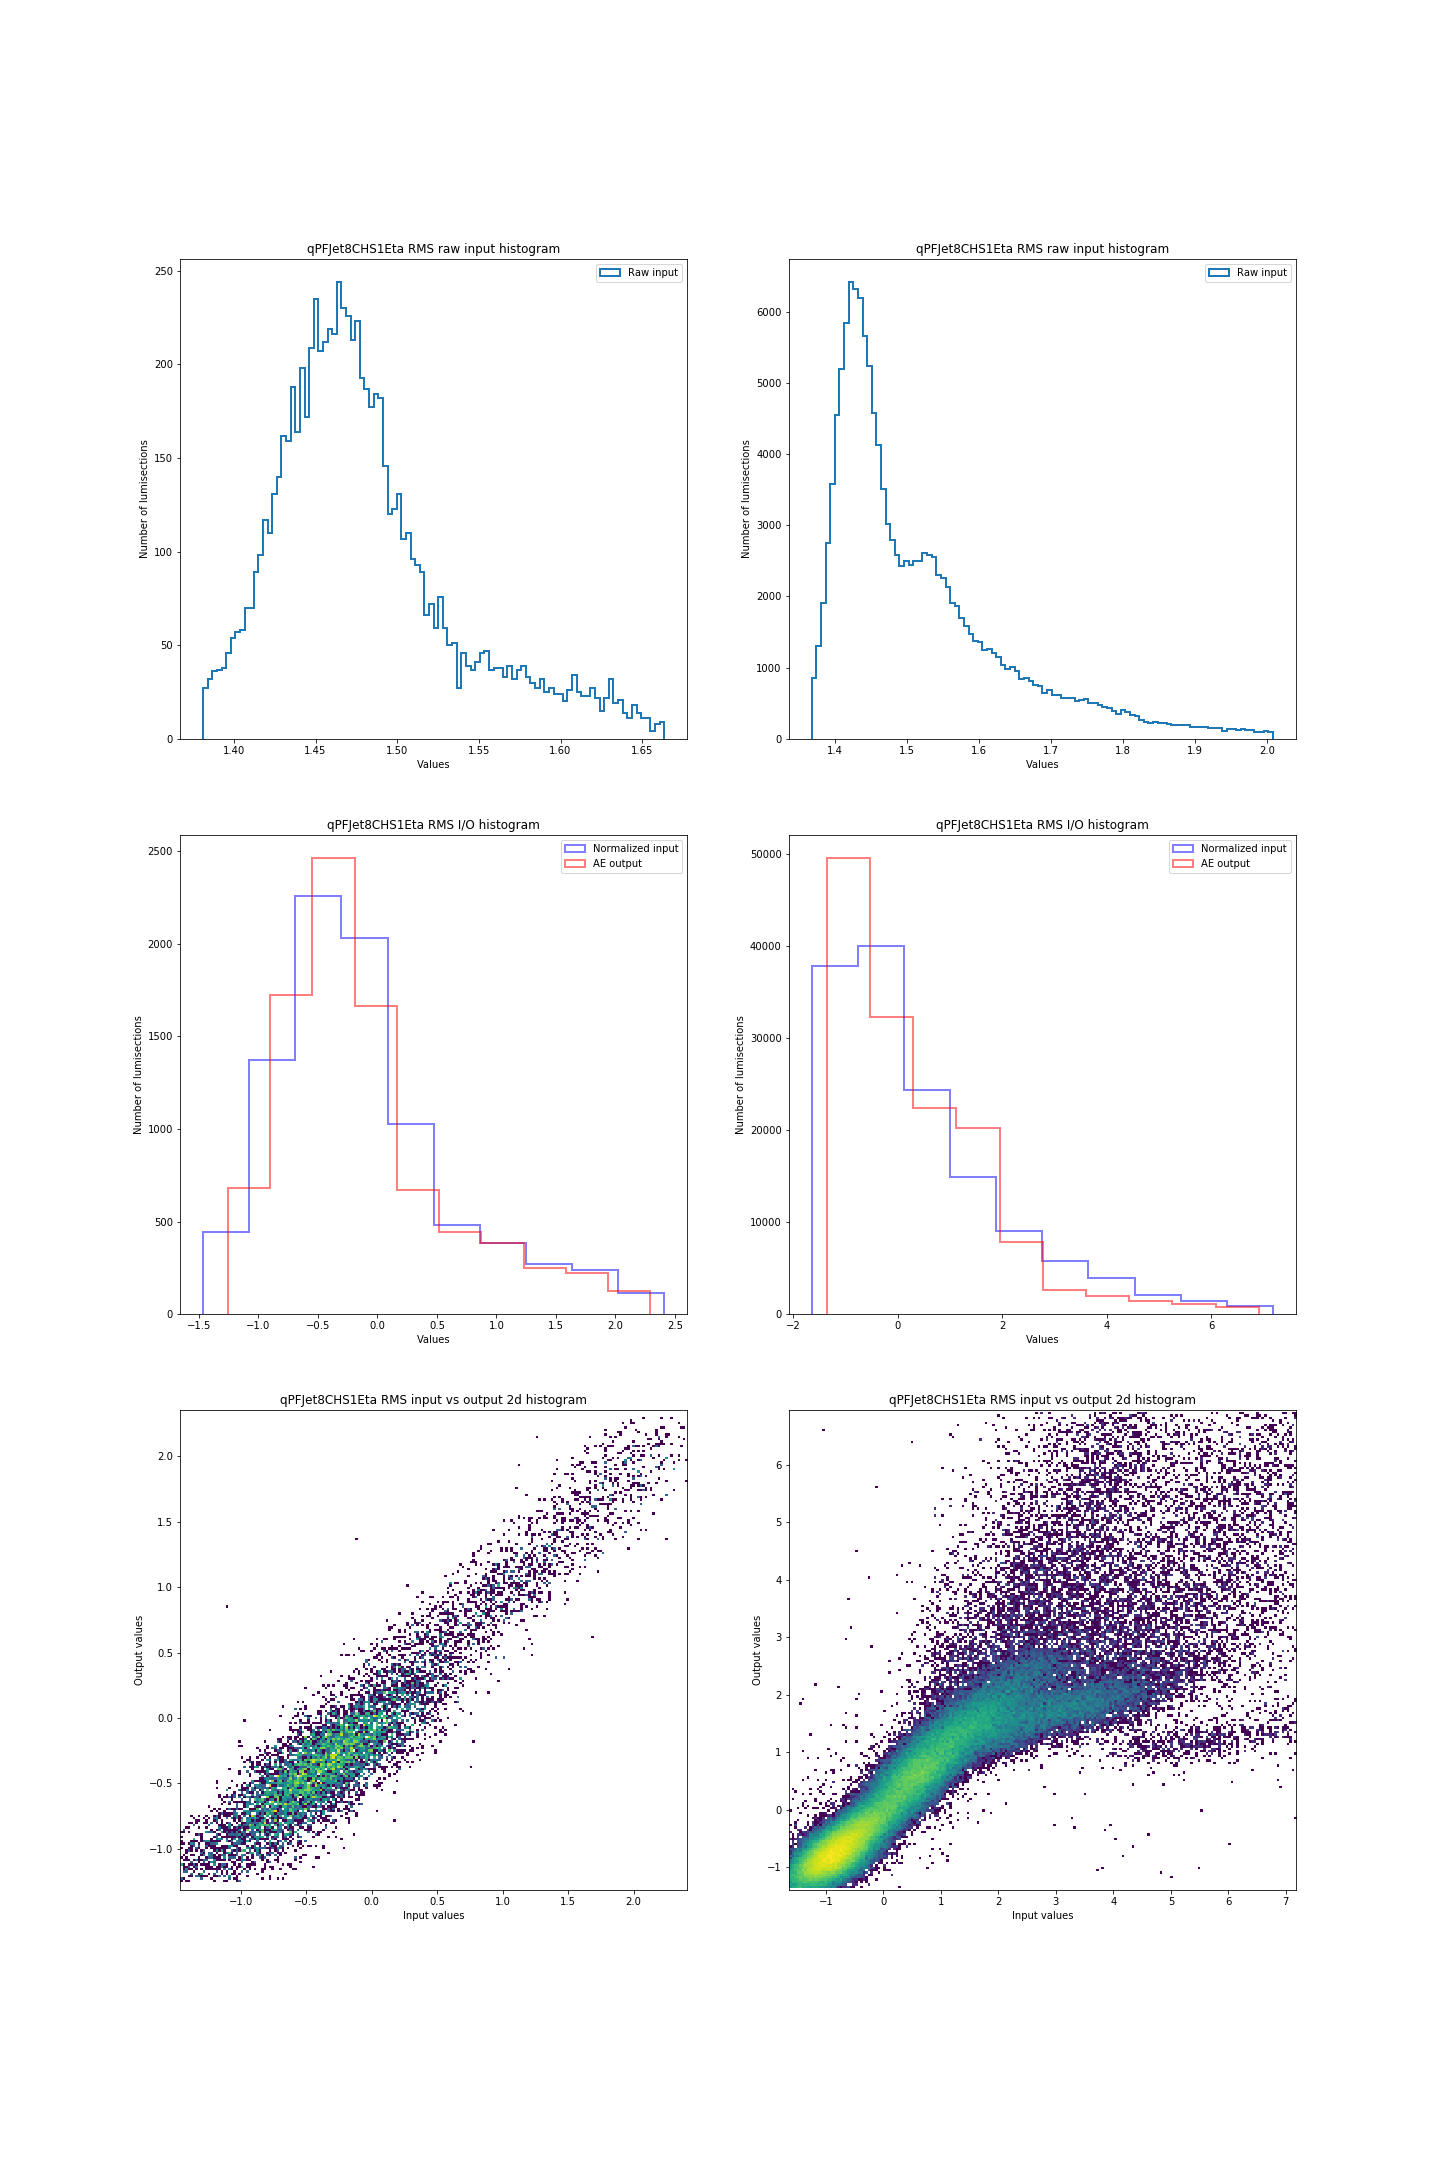 qPFJet8CHS1Eta RMS raw input histogram
Raw input
250
200
150
100
50
0
Number of lumisections
1.40 1.45 1.50 1.55 1.60 1.65
Values
qPFJet8CHS1Eta RMS raw input histogram
Raw input
6000
5000
4000
3000
2000
1000
0
Number of lumisections
1.4 1.5 1.6 1.7 1.8 1.9 2.0
Values
qPFJet8CHS1Eta RMS I/O histogram
Normalized input
AE output
2500
2000
1500
1000
500
0
Number of lumisections
−1.5 −1.0 −0.5 0.0 0.5 1.0 1.5 2.0 2.5
Values
qPFJet8CHS1Eta RMS I/O histogram
Normalized input
AE output
50000
40000
30000
20000
10000
0
Number of lumisections
−2 0 2 4 6
Values
qPFJet8CHS1Eta RMS input vs output 2d histogram
2.0
1.5
1.0
0.5
0.0
−0.5
−1.0
Output values
−1.0 −0.5 0.0 0.5 1.0 1.5 2.0
Input values
qPFJet8CHS1Eta RMS input vs output 2d histogram
6
5
4
3
2
1
0
−1
Output values
−1 0 1 2 3 4 5 6 7
Input values